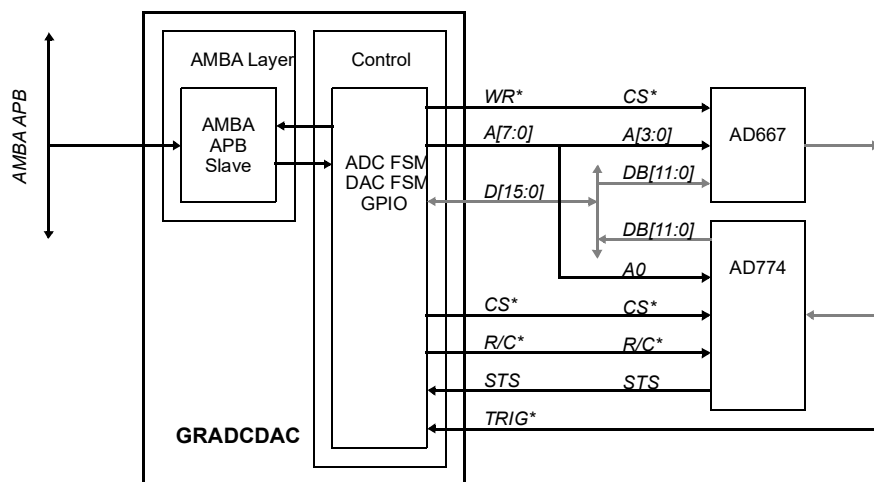 AMBA APB
AMBA Layer
Control
AMBA
APB
Slave
ADC FSM
DAC FSM
GPIO
GRADCDAC
WR*
CS*
A[7:0]
A[3:0]
DB[11:0]
D[15:0]
DB[11:0]
A0
CS*
CS*
R/C*
R/C*
STS
STS
TRIG*
AD667
AD774